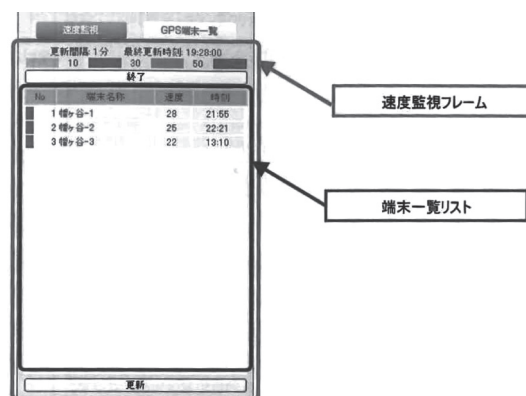 速度監視 GPS端末一覧
更新間隔 1分 最終更新時刻 19:28:00
10 30 50
終了
No 端末名称 速度 時刻
1 幡ヶ谷-1 28 21:55
2 幡ヶ谷-2 25 22:21
3 幡ヶ谷-3 22 13:10
更新
速度監視フレーム
端末一覧リスト